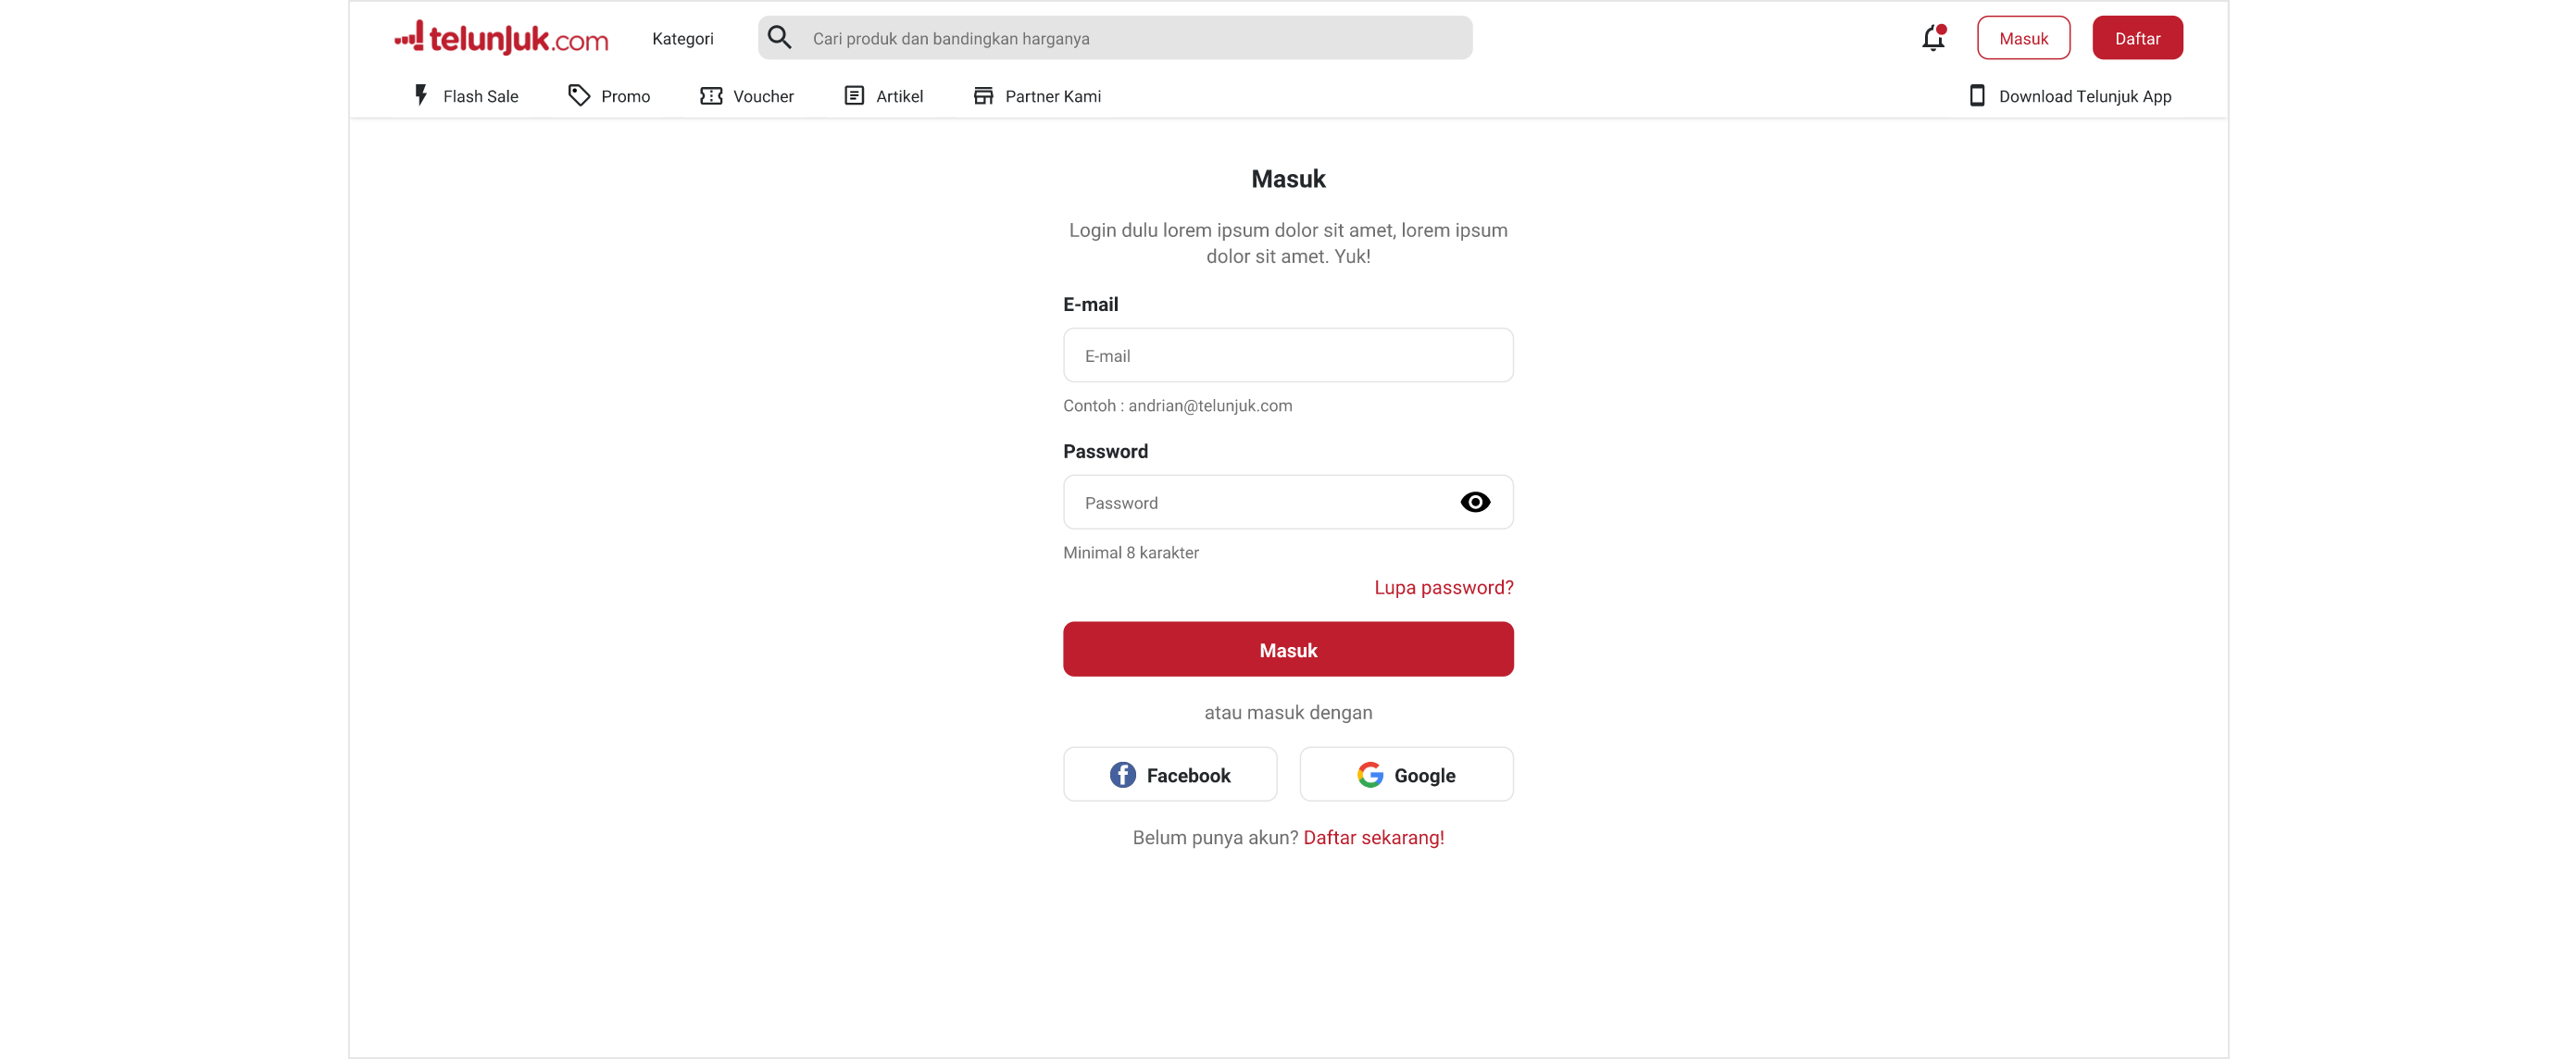 telunjuk.com
Kategori
Cari produk dan bandingkan harganya
Masuk
Daftar
Flash Sale
Promo
Voucher
Artikel
Partner Kami
Download Telunjuk App
Masuk
Login dulu lorem ipsum dolor sit amet, lorem ipsum
dolor sit amet. Yuk!
E-mail
E-mail
Contoh : andrian@telunjuk.com
Password
Password
Minimal 8 karakter
Lupa password?
Masuk
atau masuk dengan
Facebook
Google
Belum punya akun? Daftar sekarang!